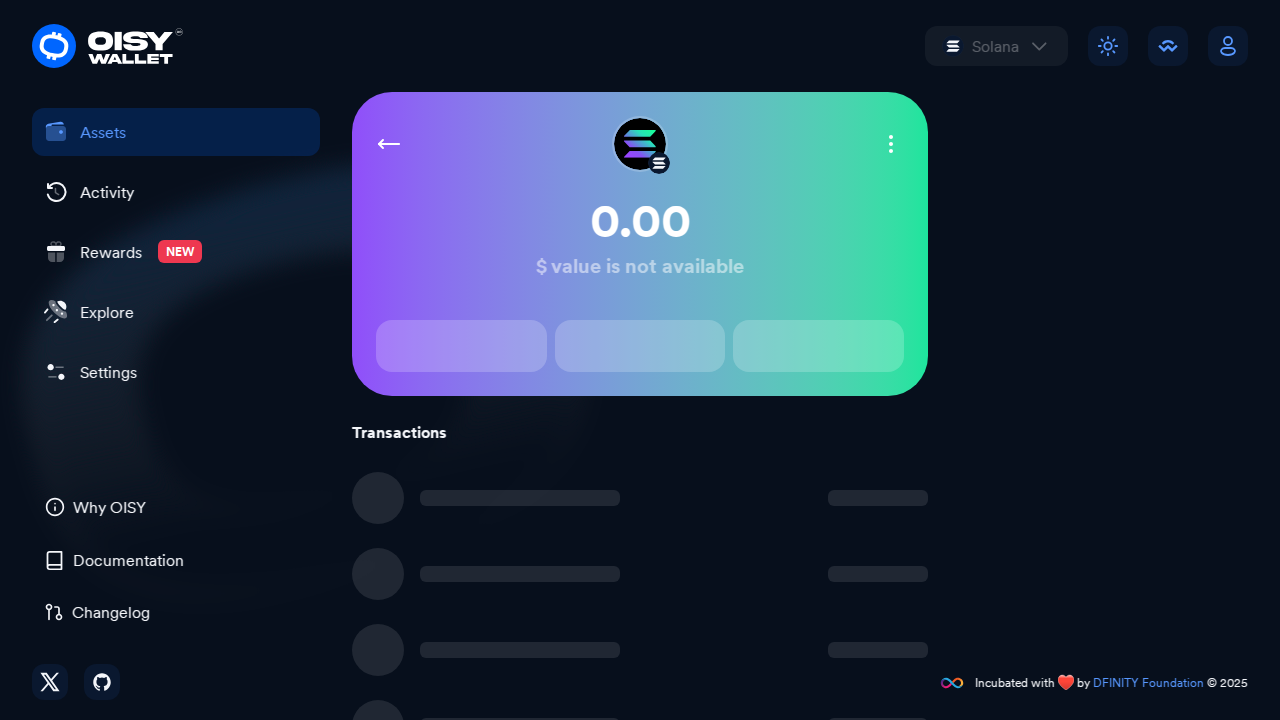 OISY
WALLET
Solana
Assets
Activity
Rewards NEW
Explore
Settings
Why OISY
Documentation
Changelog
0.00
$ value is not available
Transactions
Incubated with ❤️ by DFINITY Foundation © 2025